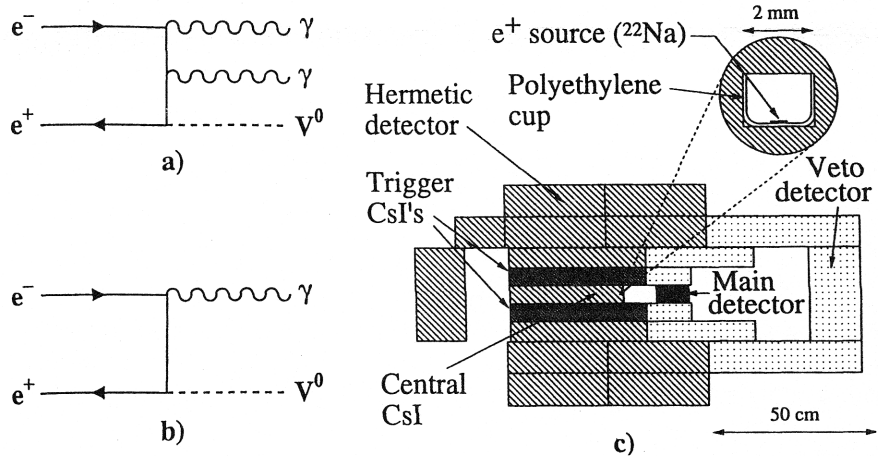 e⁻
γ
γ
e⁺
V⁰
a)
e⁻
γ
e⁺
V⁰
b)
2 mm
e⁺ source (²²Na)
Polyethylene
cup
Hermetic
detector
Veto
detector
Trigger
CsI's
Main
detector
Central
CsI
50 cm
c)